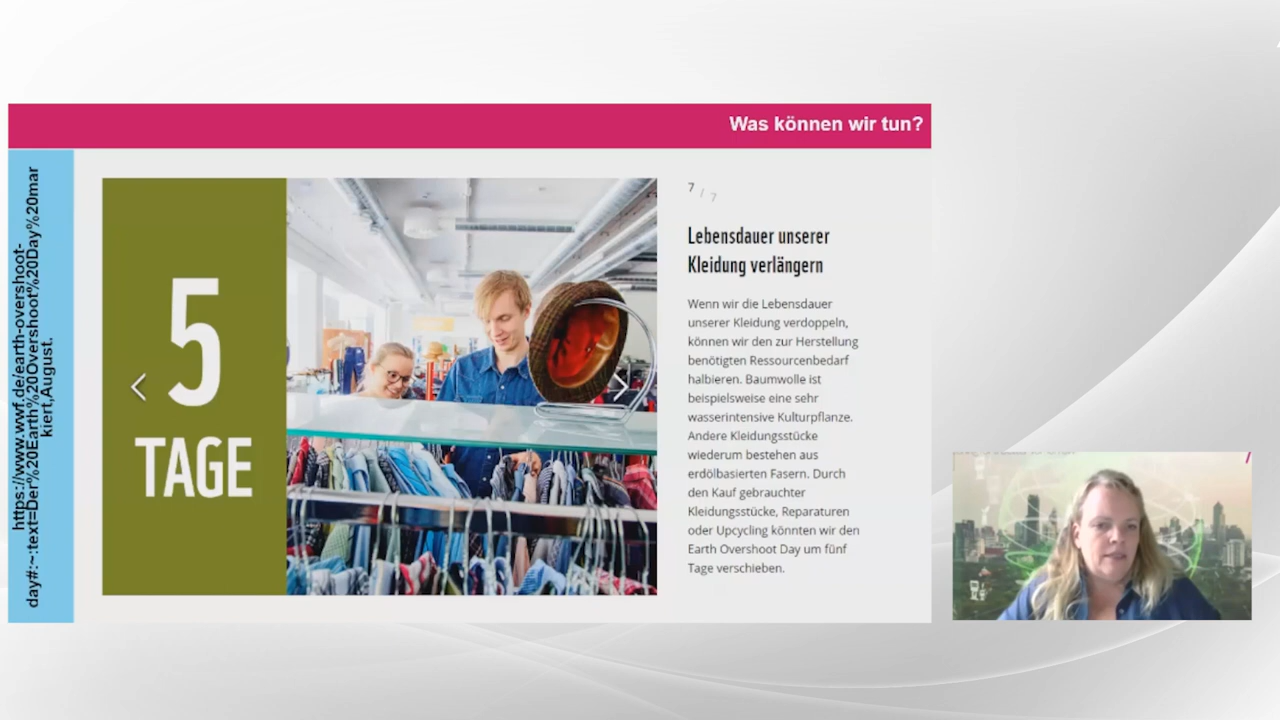 Was können wir tun?
https://www.wwf.de/earth-overshoot-
day#:~:text=Der%20Earth%20Overshoot%20Day%20mar
kiert,August.
5
TAGE
7 / 7
Lebensdauer unserer
Kleidung verlängern
Wenn wir die Lebensdauer
unserer Kleidung verdoppeln,
können wir den zur Herstellung
benötigten Ressourcenbedarf
halbieren. Baumwolle ist
beispielsweise eine sehr
wasserintensive Kulturpflanze.
Andere Kleidungsstücke
wiederum bestehen aus
erdölbasierten Fasern. Durch
den Kauf gebrauchter
Kleidungsstücke, Reparaturen
oder Upcycling könnten wir den
Earth Overshoot Day um fünf
Tage verschieben.